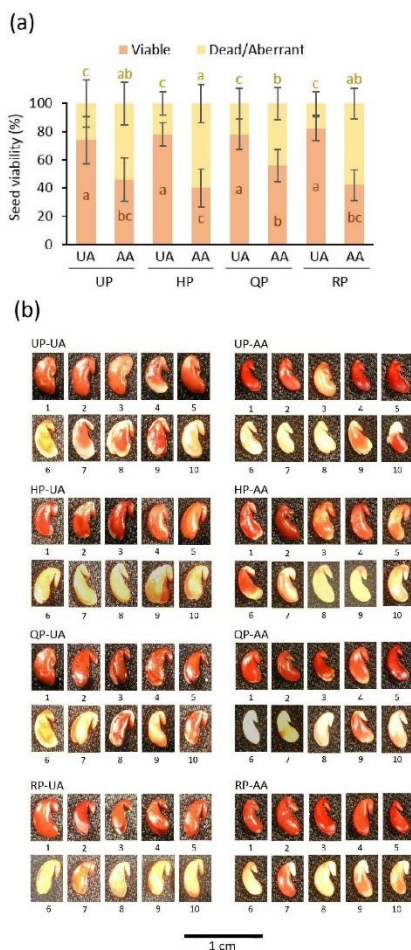 (a)
Viable Dead/Aberrant
c ab c a c b c ab
100
80
60
40
20
0
Seed viability (%)
a bc a c a b a bc
UA AA UA AA UA AA UA AA
UP HP QP RP
(b)
UP-UA UP-AA
1 2 3 4 5 1 2 3 4 5
6 7 8 9 10 6 7 8 9 10
HP-UA HP-AA
1 2 3 4 5 1 2 3 4 5
6 7 8 9 10 6 7 8 9 10
QP-UA QP-AA
1 2 3 4 5 1 2 3 4 5
6 7 8 9 10 6 7 8 9 10
RP-UA RP-AA
1 2 3 4 5 1 2 3 4 5
6 7 8 9 10 6 7 8 9 10
1 cm